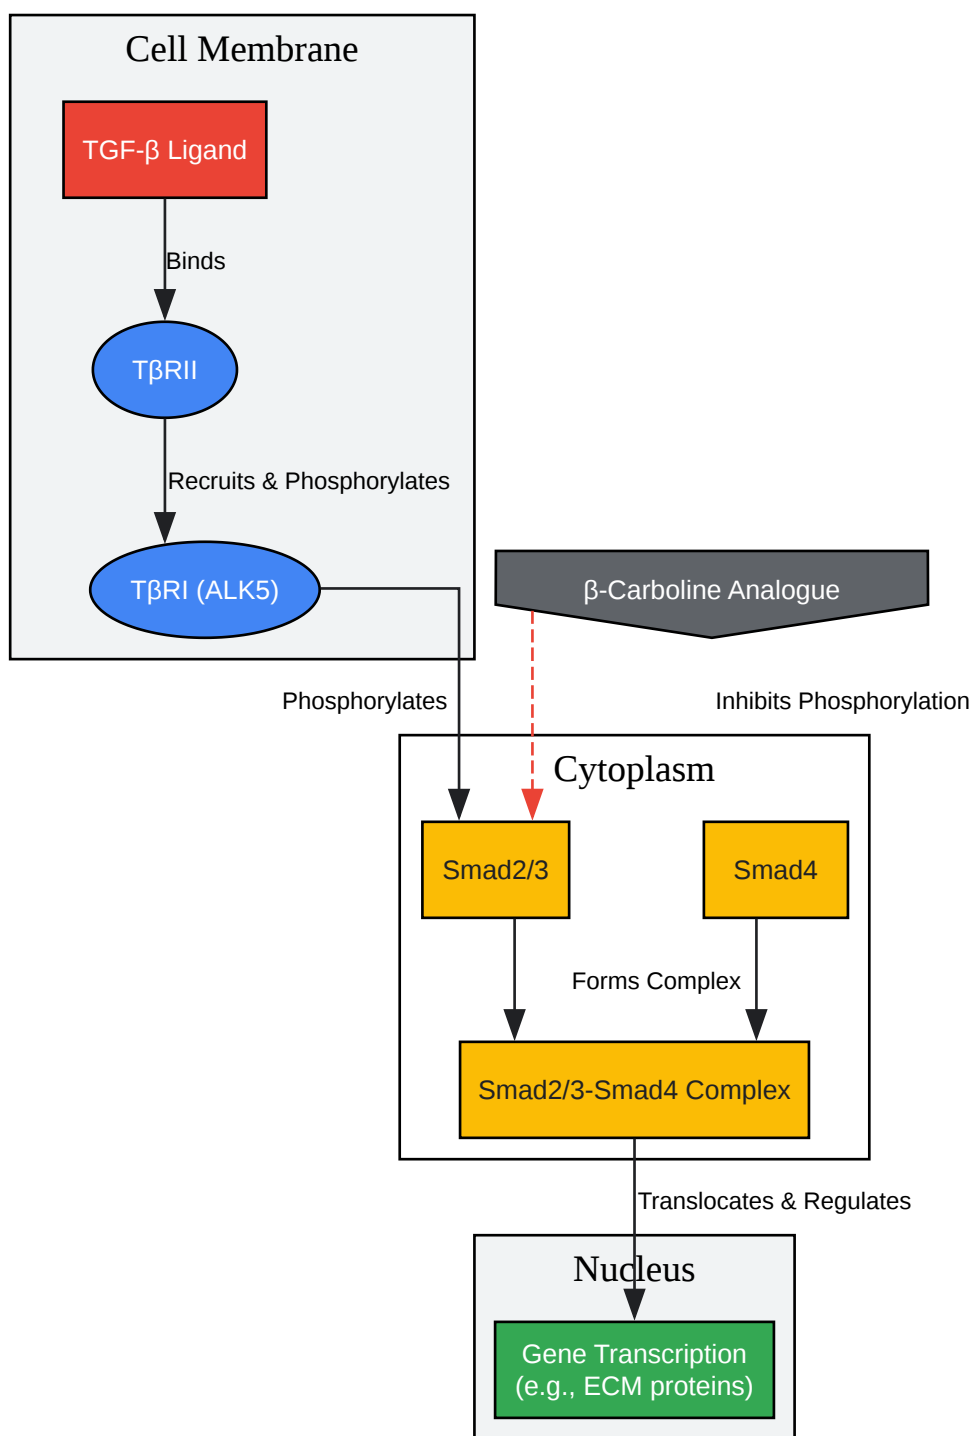 Cell Membrane
TGF-β Ligand
Binds
TβRII
Recruits & Phosphorylates
TβRI (ALK5)
β-Carboline Analogue
Phosphorylates
Inhibits Phosphorylation
Cytoplasm
Smad2/3
Smad4
Forms Complex
Smad2/3-Smad4 Complex
Translocates & Regulates
Nucleus
Gene Transcription
(e.g., ECM proteins)